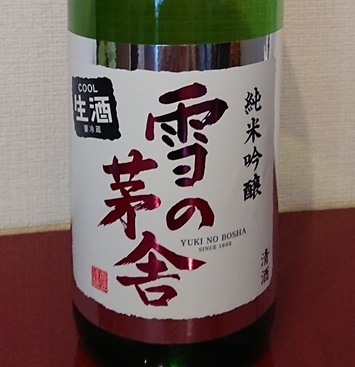 COOL
生酒
要冷蔵
純米吟醸
雪の
茅舎
YUKI NO BOSHA
SINCE 1902
清酒